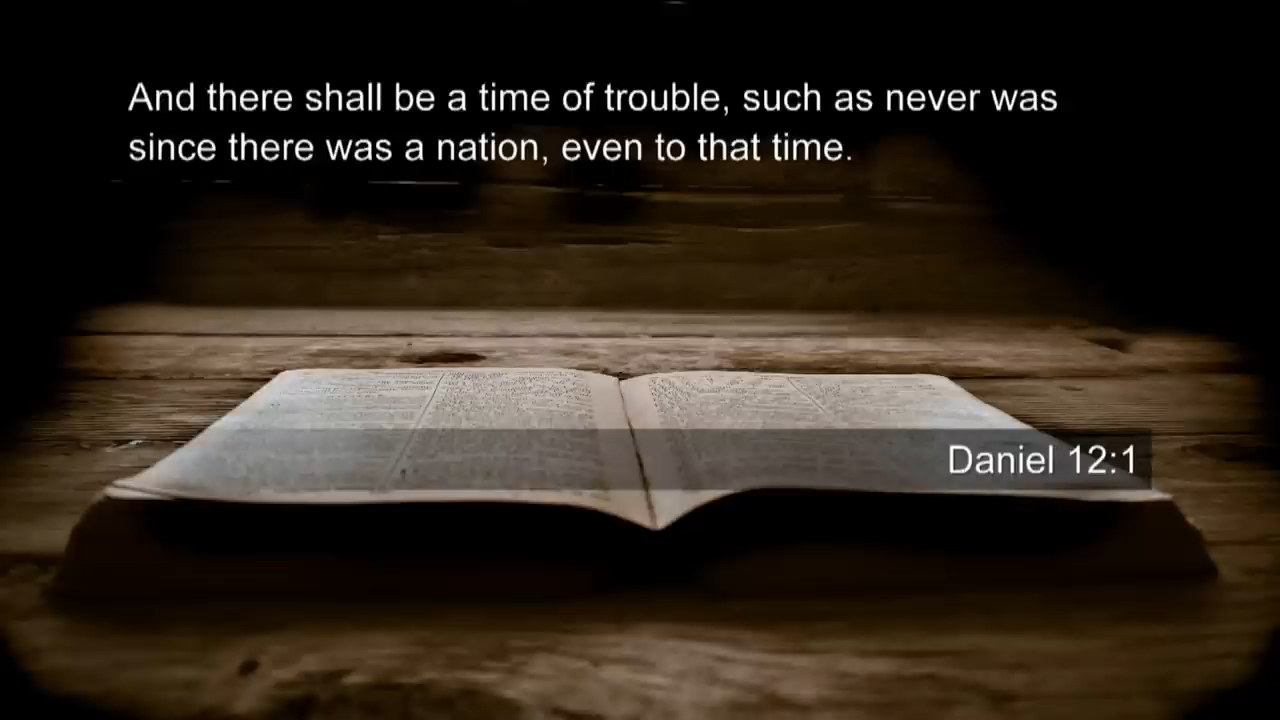 And there shall be a time of trouble, such as never was
since there was a nation, even to that time.
Daniel 12:1